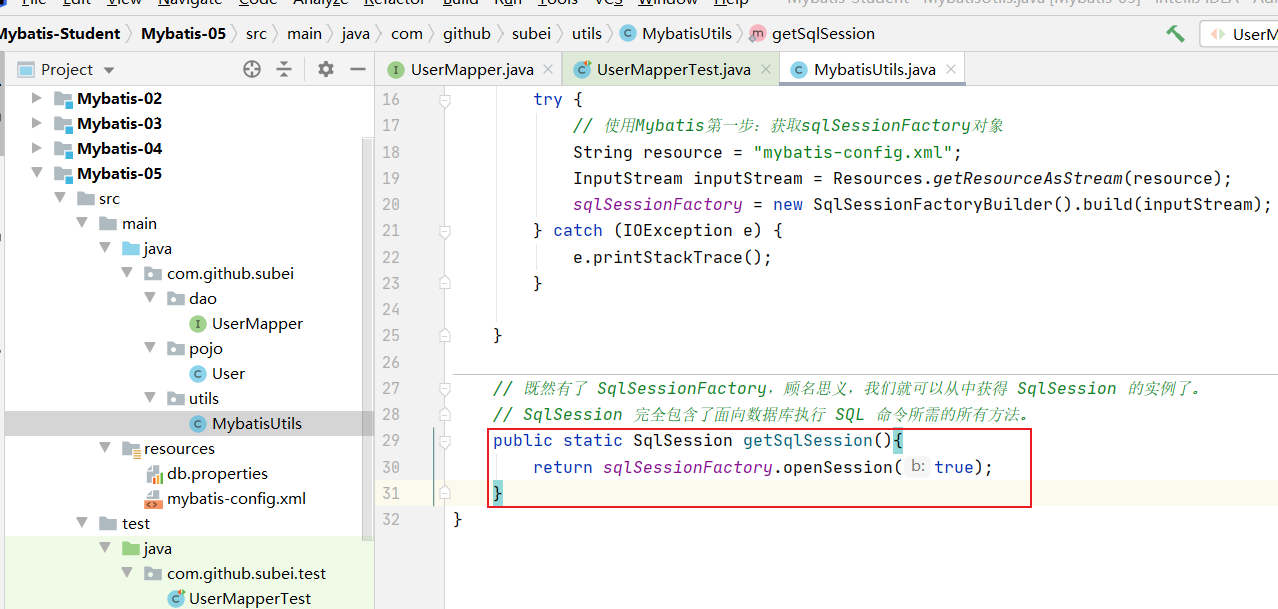 File Edit View Navigate Code Analyze Refactor Build Run Tools VCS Window Help Mybatis-Student - MybatisUtils.java [Mybatis-05] - IntelliJ IDEA - Adm
Mybatis-Student Mybatis-05 src main java com github subei utils MybatisUtils getSqlSession UserM
Project UserMapper.java UserMapperTest.java MybatisUtils.java
Mybatis-02
Mybatis-03
Mybatis-04
Mybatis-05
src
main
java
com.github.subei
dao
UserMapper
pojo
User
utils
MybatisUtils
resources
db.properties
mybatis-config.xml
test
java
com.github.subei.test
UserMapperTest
16 try {
17 // 使用Mybatis第一步：获取sqlSessionFactory对象
18 String resource = "mybatis-config.xml";
19 InputStream inputStream = Resources.getResourceAsStream(resource);
20 sqlSessionFactory = new SqlSessionFactoryBuilder().build(inputStream);
21 } catch (IOException e) {
22 e.printStackTrace();
23 }
24
25 }
26
27 // 既然有了 SqlSessionFactory，顾名思义，我们就可以从中获得 SqlSession 的实例了。
28 // SqlSession 完全包含了面向数据库执行 SQL 命令所需的所有方法。
29 public static SqlSession getSqlSession(){
30 return sqlSessionFactory.openSession( b: true);
31 }
32 }